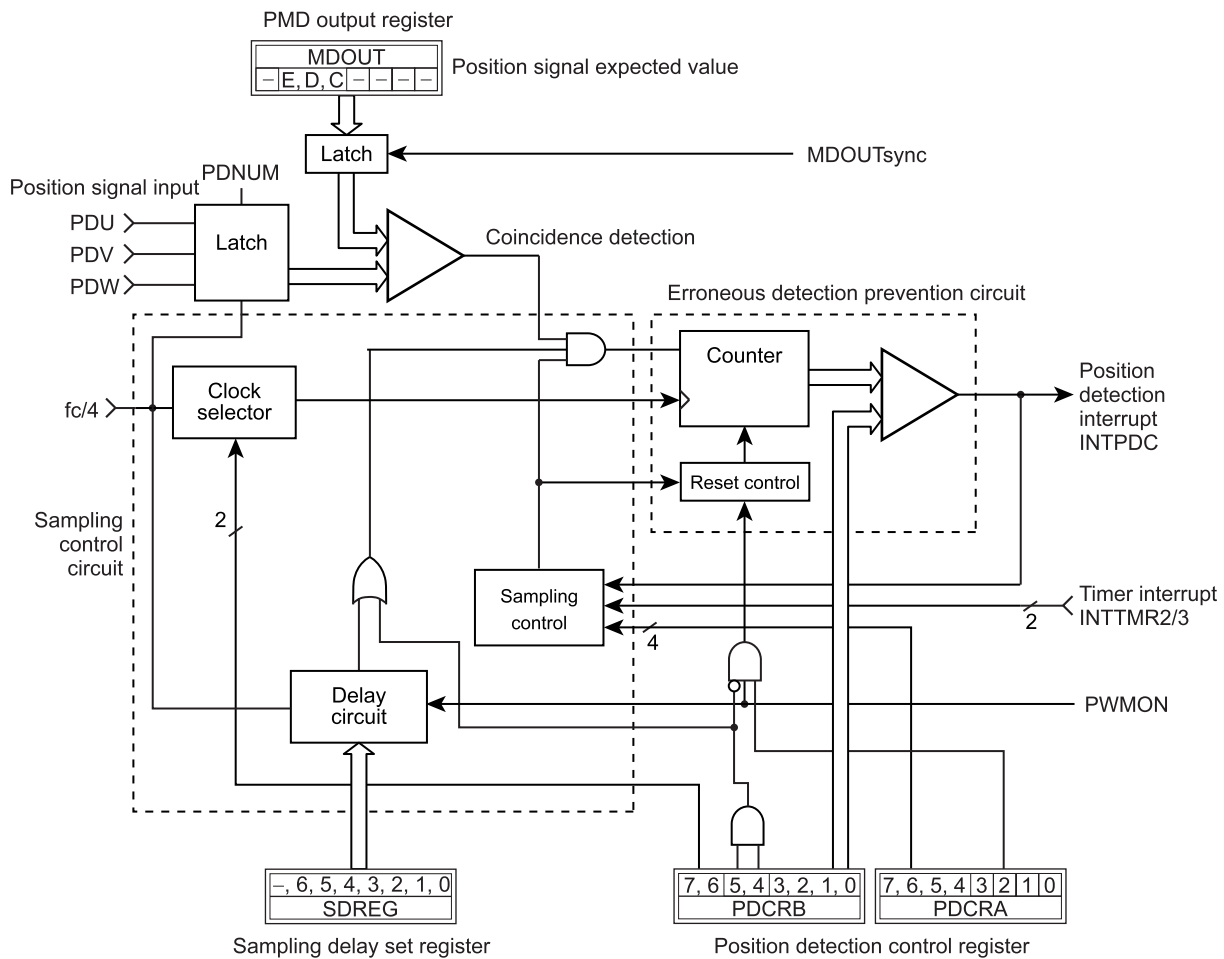 PMD output register
MDOUT
– E, D, C – – – –
Position signal expected value
Latch
MDOUTsync
PDNUM
Position signal input
PDU
PDV
PDW
Latch
Coincidence detection
Erroneous detection prevention circuit
Counter
Clock
selector
fc/4
Position
detection
interrupt
INTPDC
Reset control
2
Sampling
control
circuit
Sampling
control
Timer interrupt
INTTMR2/3
2
4
Delay
circuit
PWMON
–, 6, 5, 4, 3, 2, 1, 0
SDREG
Sampling delay set register
7, 6 5, 4 3, 2, 1, 0
PDCRB
7, 6, 5, 4 3 2 1 0
PDCRA
Position detection control register